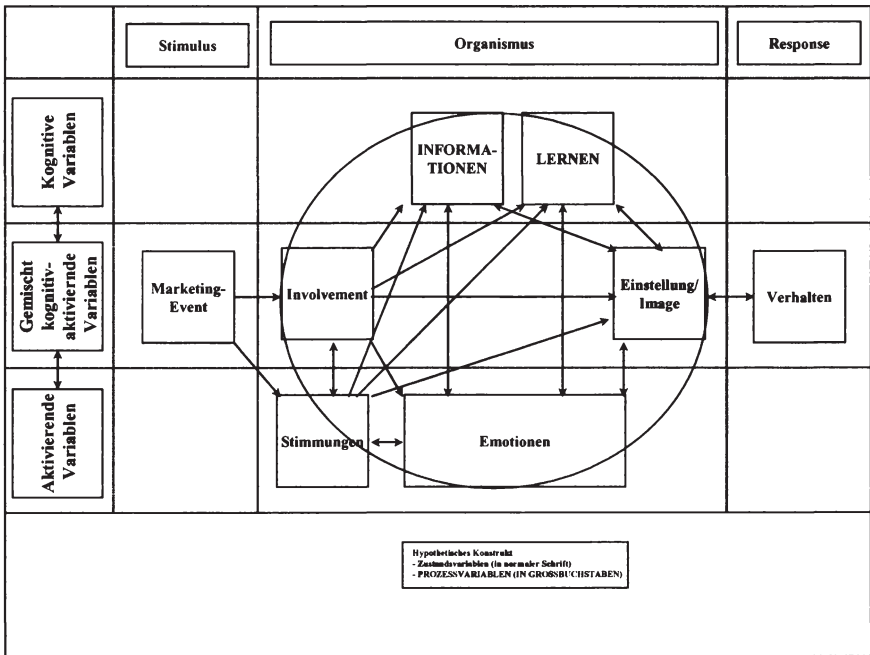 Stimulus
Organismus
Response
Kognitive
Variablen
INFORMA-
TIONEN
LERNEN
Gemischt
kognitiv-
aktiviernde
Variablen
Marketing-
Event
Involvement
Einstellung/
Image
Verhalten
Aktivierende
Variablen
Stimmungen
Emotionen
Hypothetisches Konstrukt
- Zustandsvariablen (in normaler Schrift)
- PROZESSVARIABLEN (IN GROSSBUCHSTABEN)